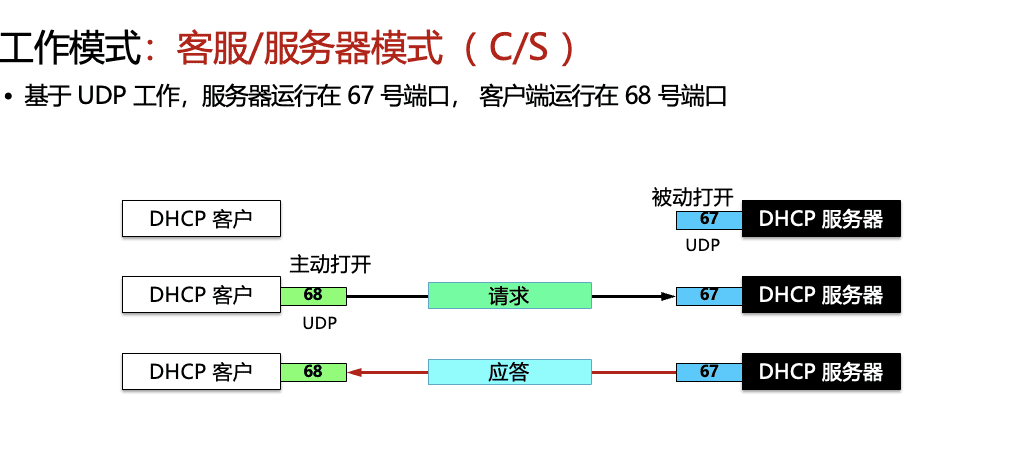 工作模式：客服/服务器模式（C/S）
• 基于 UDP 工作，服务器运行在 67 号端口， 客户端运行在 68 号端口
被动打开
DHCP 客户
67
DHCP 服务器
UDP
主动打开
DHCP 客户
68
请求
67
DHCP 服务器
UDP
DHCP 客户
68
应答
67
DHCP 服务器